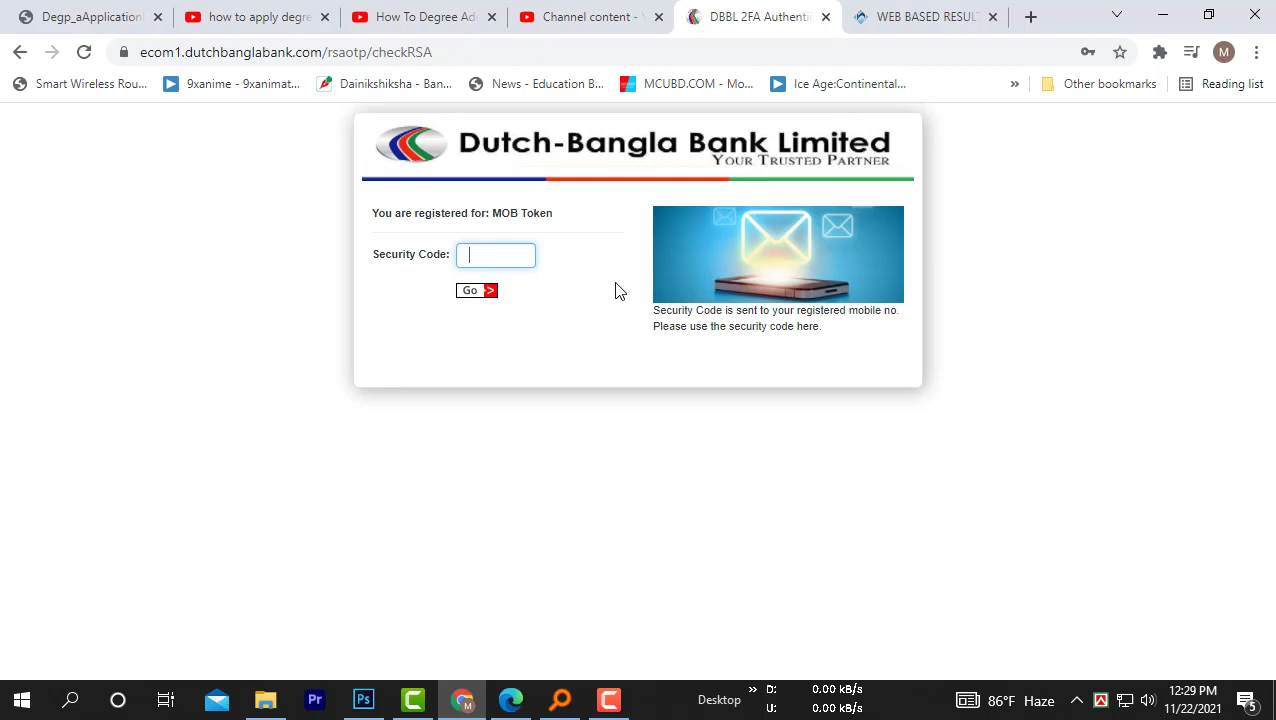 Degp_aApplication
how to apply degre
How To Degree Ad
Channel content - Y
DBBL 2FA Authenti
WEB BASED RESUL
ecom1.dutchbanglabank.com/rsaotp/checkRSA
M
Smart Wireless Rou...
9xanime - 9xanimat...
Dainikshiksha - Ban...
News - Education B...
MCUBD.COM - Mo...
Ice Age:Continental...
»
Other bookmarks
Reading list
Dutch-Bangla Bank Limited
YOUR TRUSTED PARTNER
You are registered for: MOB Token
Security Code:
Go >
Security Code is sent to your registered mobile no.
Please use the security code here.
Pr
Ps
M
Desktop
»
D: 0.00 kB/s
U: 0.00 kB/s
86°F Haze
12:29 PM
11/22/2021
5